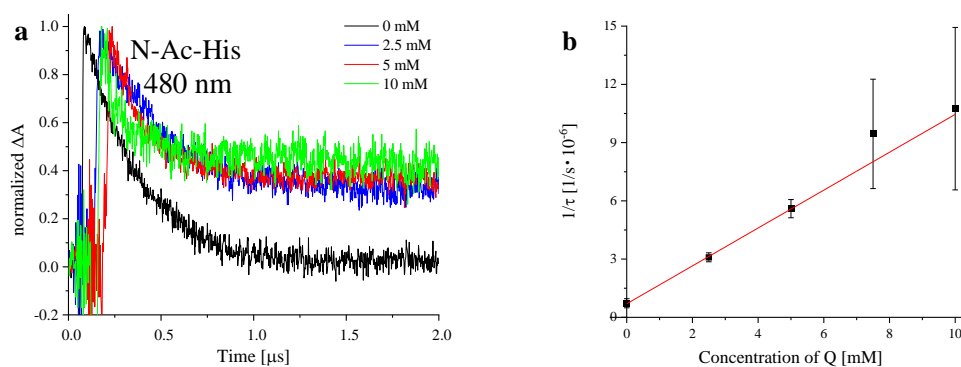 a
N-Ac-His
480 nm
0 mM
2.5 mM
5 mM
10 mM
1.0
0.8
0.6
0.4
0.2
0.0
-0.2
normalized ΔA
0.0 0.5 1.0 1.5 2.0
Time [µs]
b
15
12
9
6
3
0
1/τ [1/s· 10⁻⁶]
0 2 4 6 8 10
Concentration of Q [mM]